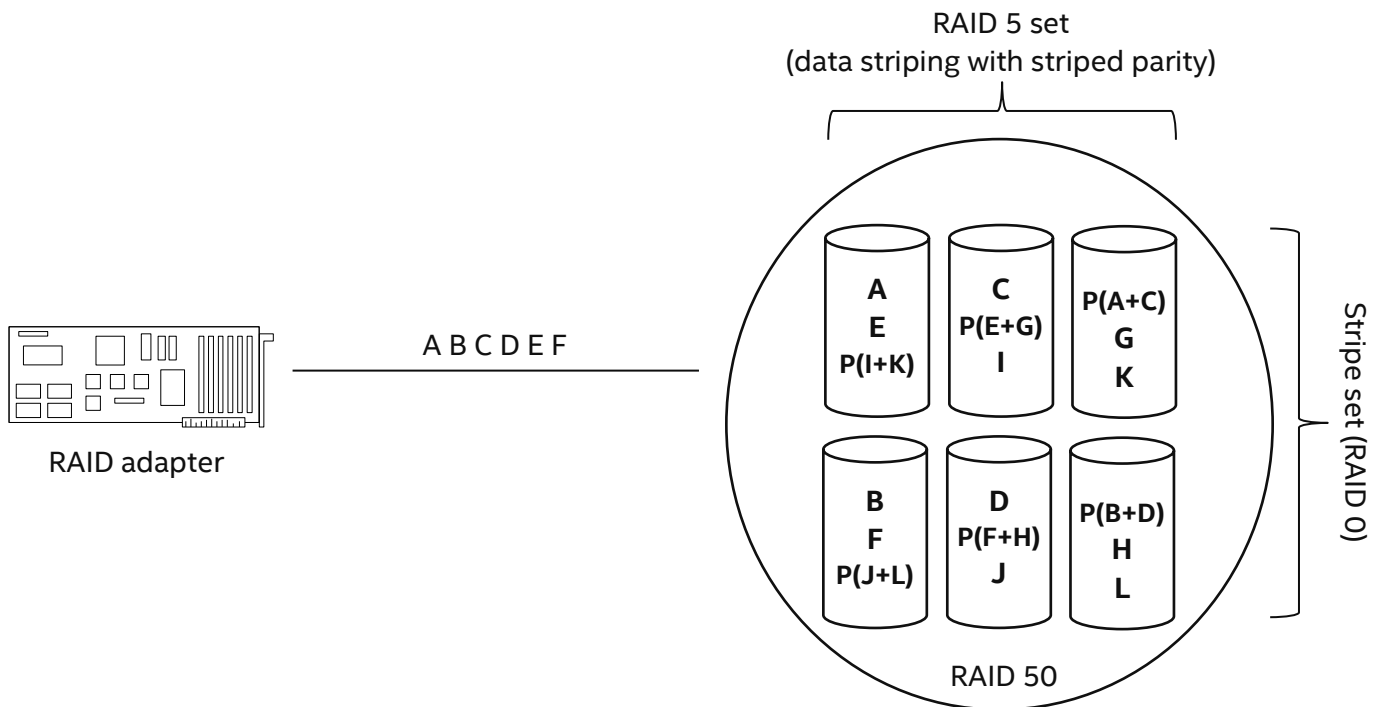 RAID 5 set
(data striping with striped parity)
A B C D E F
RAID adapter
A
E
P(I+K)
C
P(E+G)
I
P(A+C)
G
K
B
F
P(J+L)
D
P(F+H)
J
P(B+D)
H
L
Stripe set (RAID 0)
RAID 50